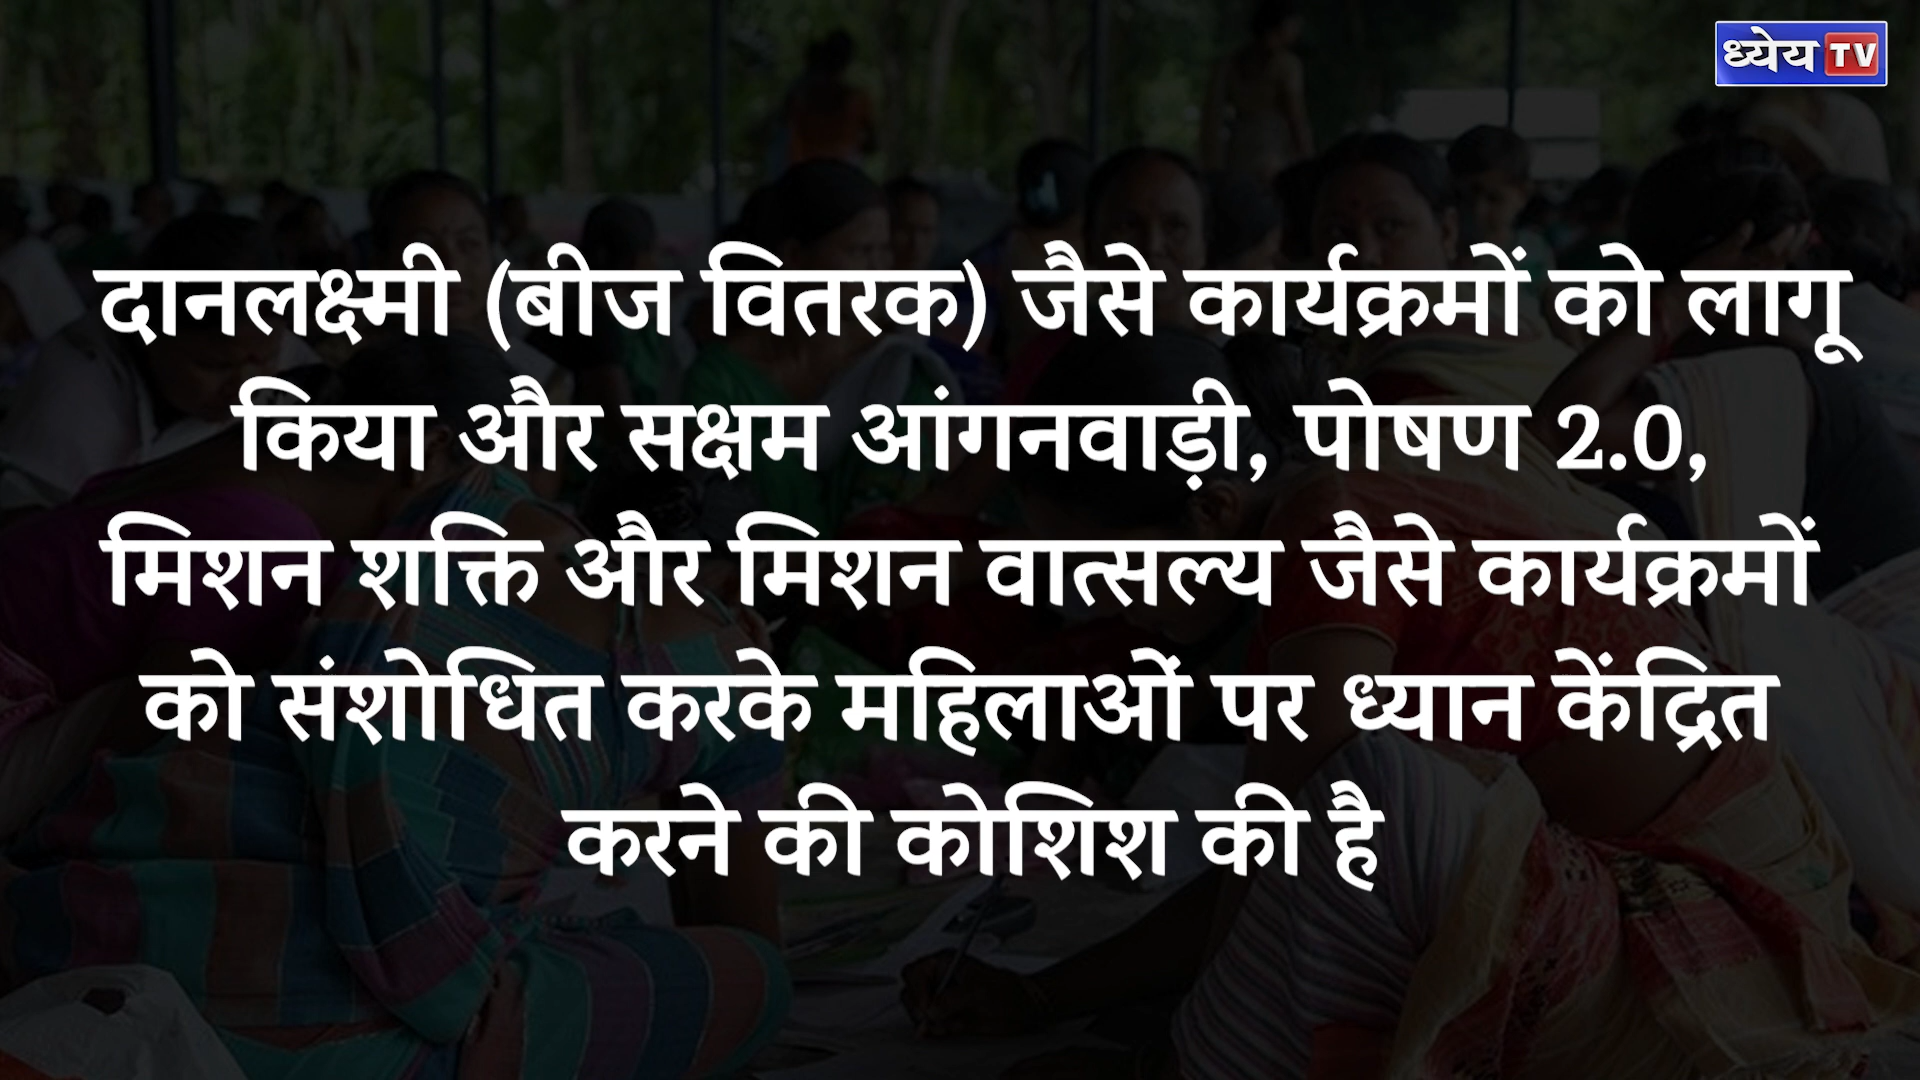 ध्येय TV
दानलक्ष्मी (बीज वितरक) जैसे कार्यक्रमों को लागू
किया और सक्षम आंगनवाड़ी, पोषण 2.0,
मिशन शक्ति और मिशन वात्सल्य जैसे कार्यक्रमों
को संशोधित करके महिलाओं पर ध्यान केंद्रित
करने की कोशिश की है